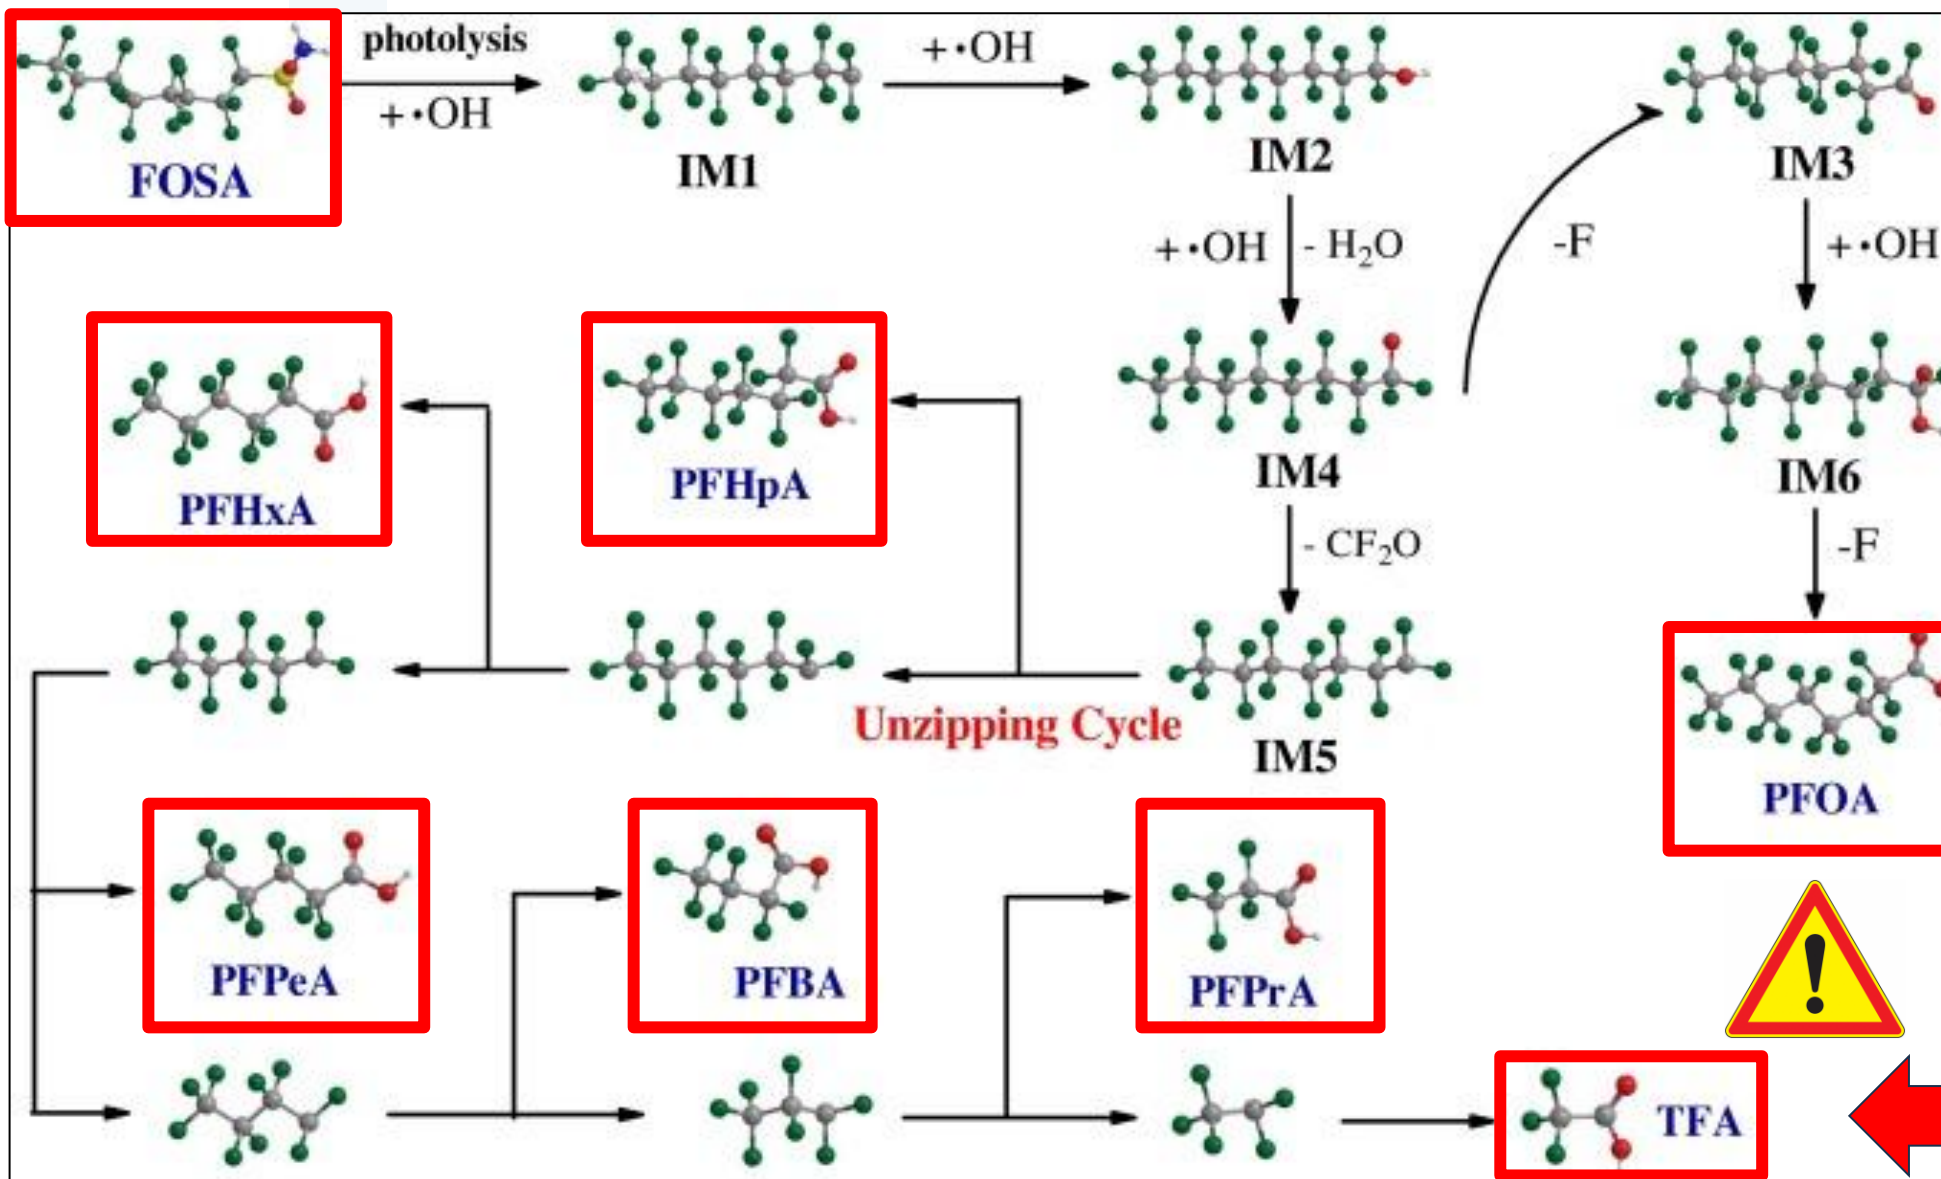 photolysis
+ •OH
FOSA
IM1
+ •OH
IM2
IM3
+ •OH - H₂O
-F
+ •OH
PFHxA
PFHpA
IM4
IM6
- CF₂O
-F
Unzipping Cycle
IM5
PFOA
PFPeA
PFBA
PFPrA
!
TFA